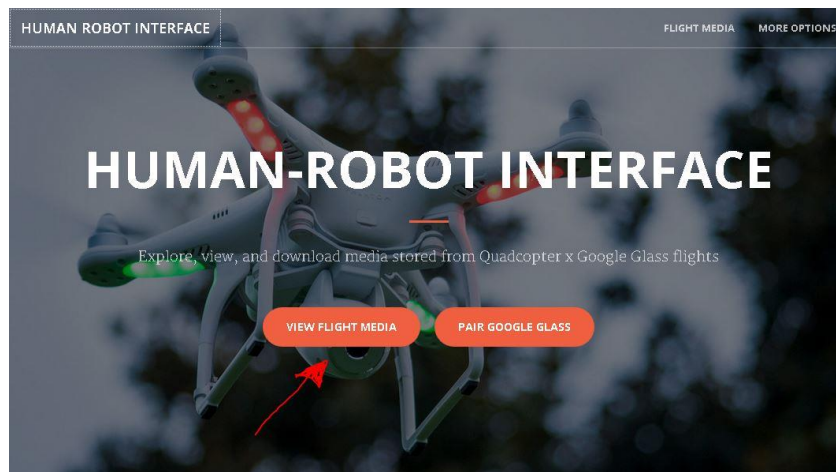 HUMAN ROBOT INTERFACE
FLIGHT MEDIA MORE OPTIONS
HUMAN-ROBOT INTERFACE
Explore, view, and download media stored from Quadcopter x Google Glass flights
VIEW FLIGHT MEDIA PAIR GOOGLE GLASS